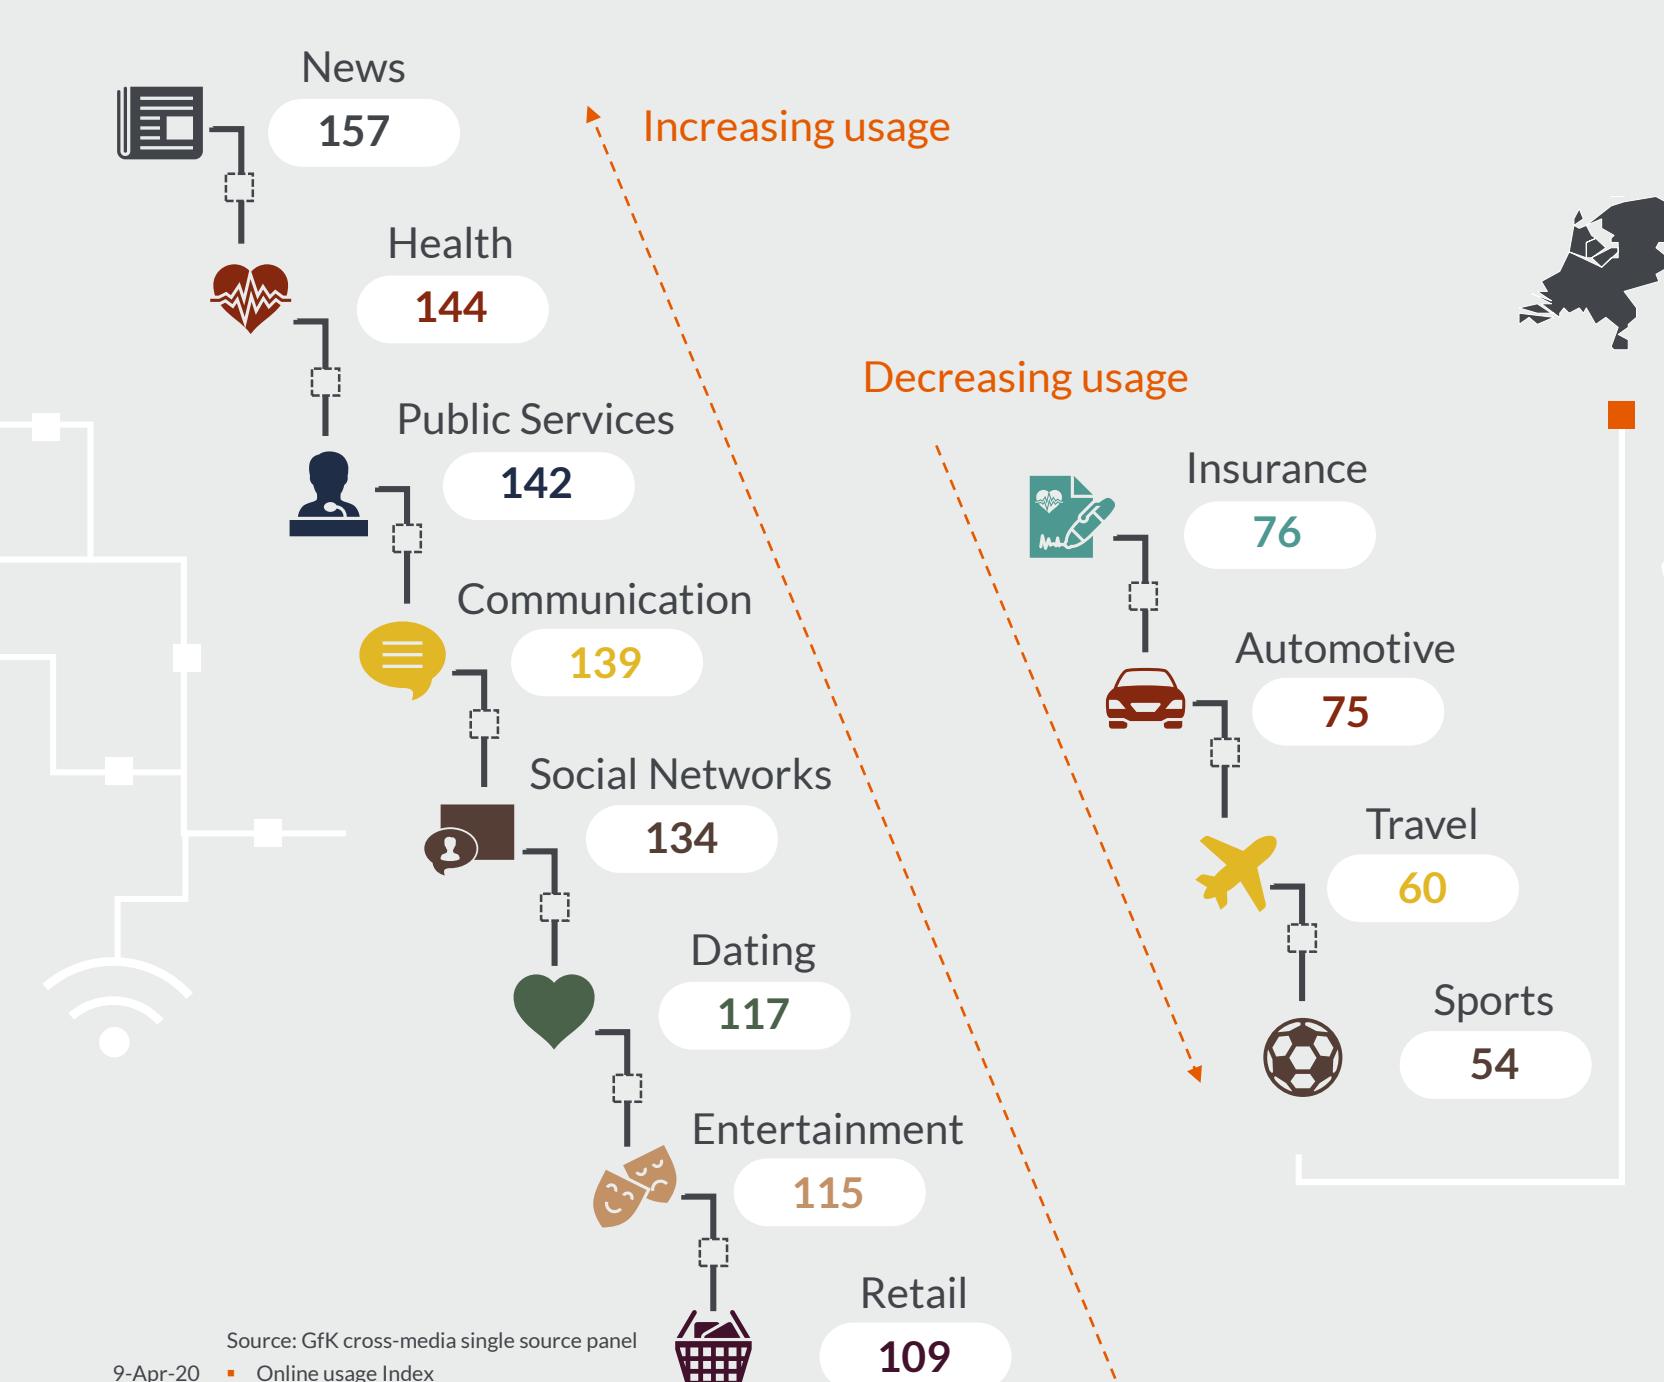 News
157
Increasing usage
Health
144
Decreasing usage
Public Services
142
Insurance
76
Communication
139
Automotive
75
Social Networks
134
Travel
60
Dating
117
Sports
54
Entertainment
115
Retail
109
Source: GfK cross-media single source panel
9-Apr-20 ▪ Online usage Index